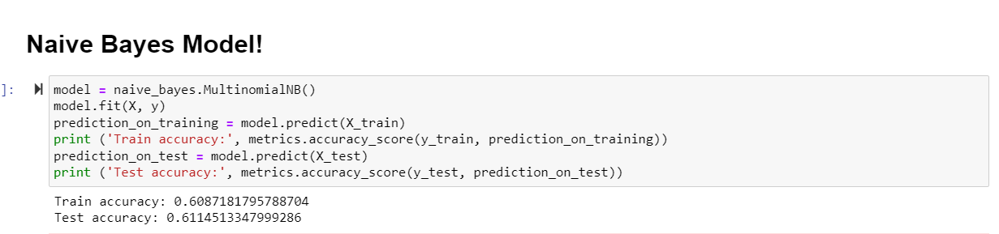 Naive Bayes Model!
]:
model = naive_bayes.MultinomialNB()
model.fit(X, y)
prediction_on_training = model.predict(X_train)
print ('Train accuracy:', metrics.accuracy_score(y_train, prediction_on_training))
prediction_on_test = model.predict(X_test)
print ('Test accuracy:', metrics.accuracy_score(y_test, prediction_on_test))
Train accuracy: 0.6087181795788704
Test accuracy: 0.6114513347999286